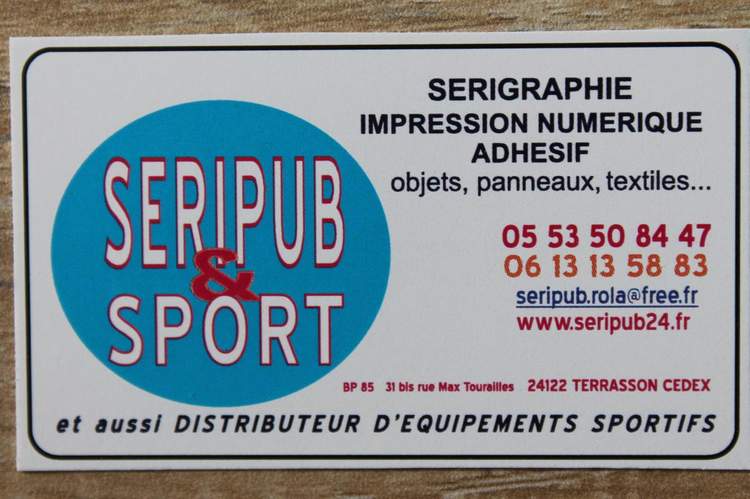 SERIGRAPHIE
IMPRESSION NUMERIQUE
ADHESIF
objets, panneaux, textiles...
SERIPUB
&
SPORT
05 53 50 84 47
06 13 13 58 83
seripub.rola@free.fr
www.seripub24.fr
BP 85 31 bis rue Max Tourailles 24122 TERRASSON CEDEX
et aussi DISTRIBUTEUR D'EQUIPEMENTS SPORTIFS